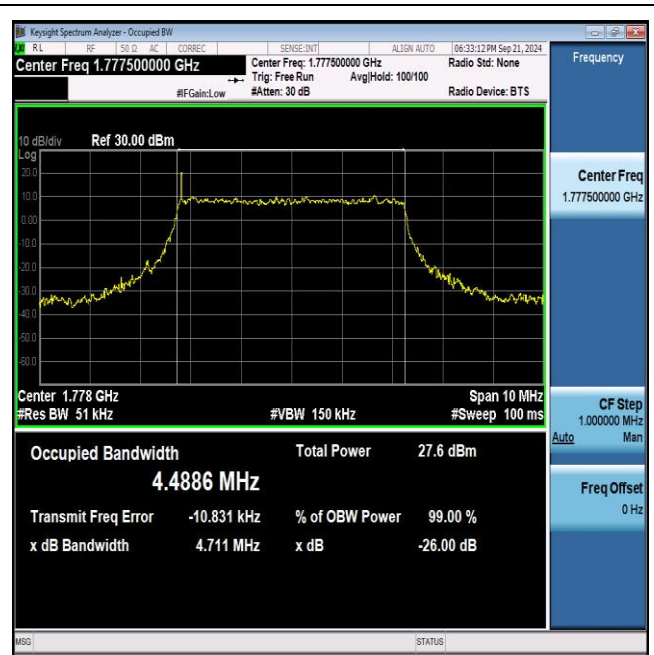 Keysight Spectrum Analyzer - Occupied BW
RL RF 50 Ω AC CORREC SENSE:INT ALIGN AUTO 06:33:12 PM Sep 21, 2024
Center Freq 1.777500000 GHz
Center Freq: 1.777500000 GHz Radio Std: None
Trig: Free Run Avg|Hold: 100/100
#IFGain:Low #Atten: 30 dB Radio Device: BTS
10 dB/div Ref 30.00 dBm
Log
20.0
10.0
0.00
-10.0
-20.0
-30.0
-40.0
-50.0
-60.0
Center 1.778 GHz Span 10 MHz
#Res BW 51 kHz #VBW 150 kHz #Sweep 100 ms
Occupied Bandwidth Total Power 27.6 dBm
4.4886 MHz
Transmit Freq Error -10.831 kHz % of OBW Power 99.00 %
x dB Bandwidth 4.711 MHz x dB -26.00 dB
MSG STATUS
Frequency
Center Freq
1.777500000 GHz
CF Step
1.000000 MHz
Auto Man
Freq Offset
0 Hz